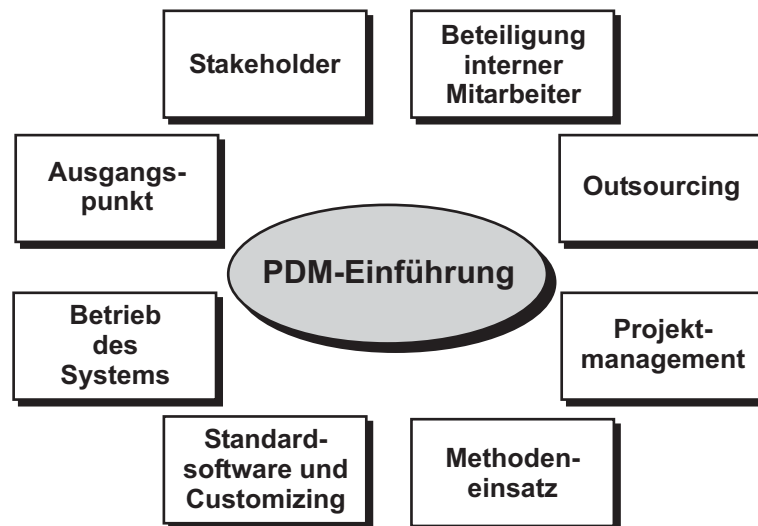 Stakeholder
Beteiligung
interner
Mitarbeiter
Ausgangs-
punkt
Outsourcing
PDM-Einführung
Betrieb
des
Systems
Projekt-
management
Standard-
software und
Customizing
Methoden-
einsatz